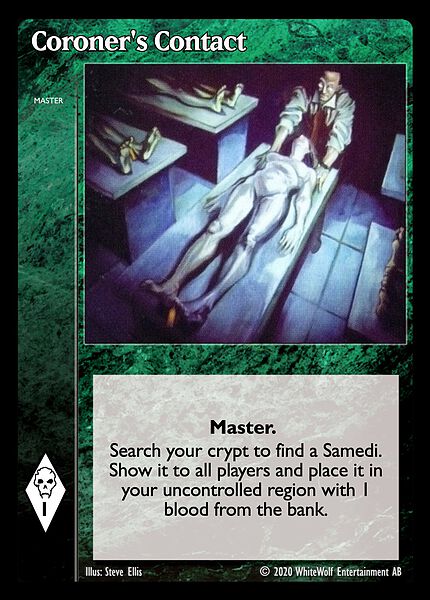 Coroner's Contact
MASTER
Master.
Search your crypt to find a Samedi.
Show it to all players and place it in
your uncontrolled region with 1
blood from the bank.
1
Illus: Steve Ellis
© 2020 WhiteWolf Entertainment AB